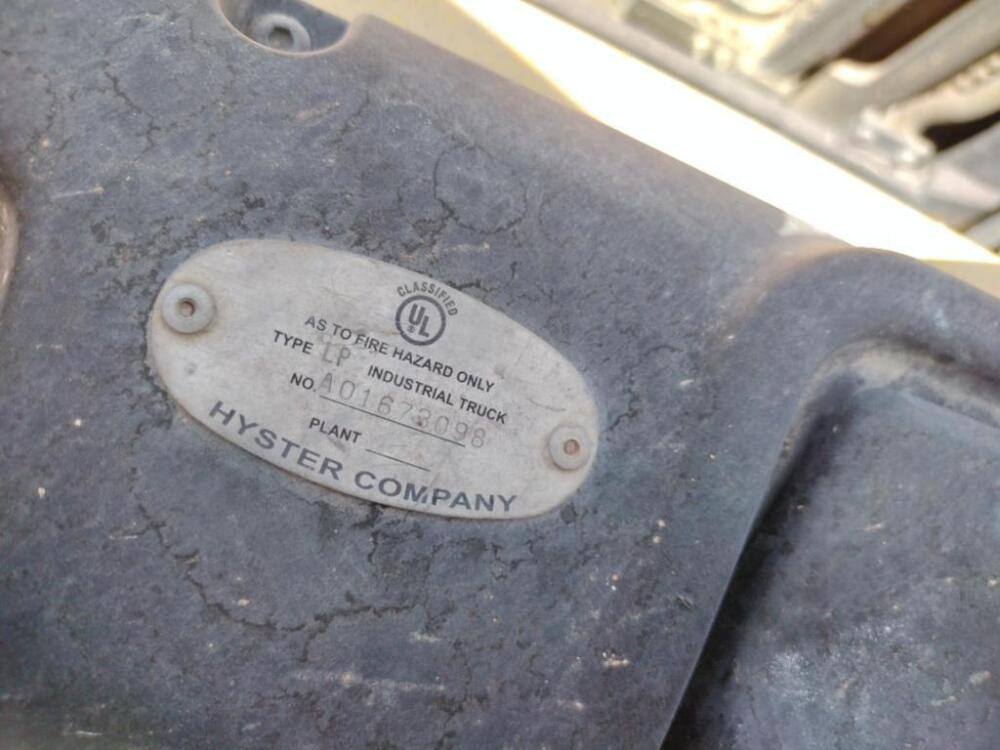 CLASSIFIED
UL
®
AS TO FIRE HAZARD ONLY
TYPE LP INDUSTRIAL TRUCK
NO. A01673098
PLANT
HYSTER COMPANY